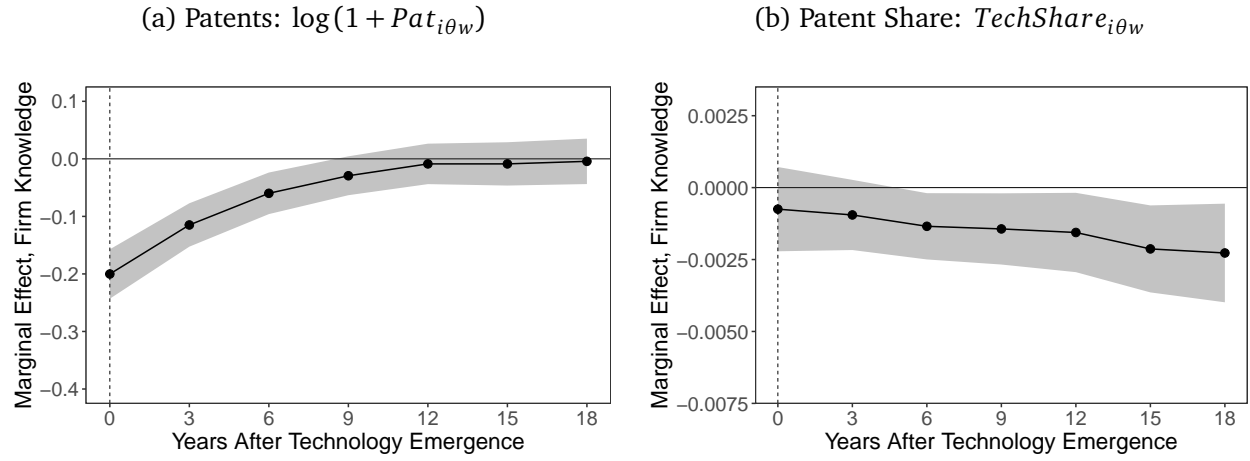 (a) Patents: log(1+Pat_{iθw})
(b) Patent Share: TechShare_{iθw}
Marginal Effect, Firm Knowledge
0.1
0.0
−0.1
−0.2
−0.3
−0.4
0 3 6 9 12 15 18
Years After Technology Emergence
Marginal Effect, Firm Knowledge
0.0025
0.0000
−0.0025
−0.0050
−0.0075
0 3 6 9 12 15 18
Years After Technology Emergence